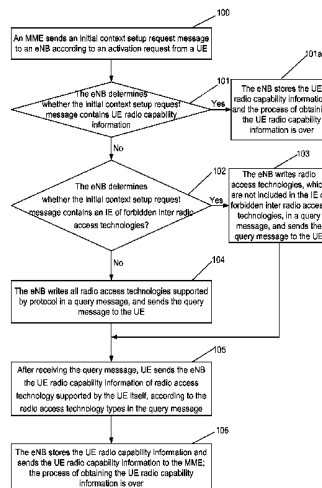 100
An MME sends an initial context setup request message
to an eNB according to an activation request from a UE
101
The eNB determines
whether the initial context setup request
message contains UE radio capability
information
Yes
101a
The eNB stores the UE
radio capability information
and the process of obtaining
the UE radio capability
information is over
No
102
The eNB determines
whether the initial context setup request
message contains an IE of forbidden inter radio
access technologies?
Yes
103
The eNB writes radio
access technologies, which
are not included in the IE of
forbidden inter radio access
technologies, in a query
message, and sends the
query message to the UE
No
104
The eNB writes all radio access technologies supported
by protocol in a query message, and sends the query
message to the UE
105
After receiving the query message, UE sends the eNB
the UE radio capability information of radio access
technology supported by the UE itself, according to the
radio access technology types in the query message
106
The eNB stores the UE radio capability information and
sends the UE radio capability information to the MME;
the process of obtaining the UE radio capability
information is over